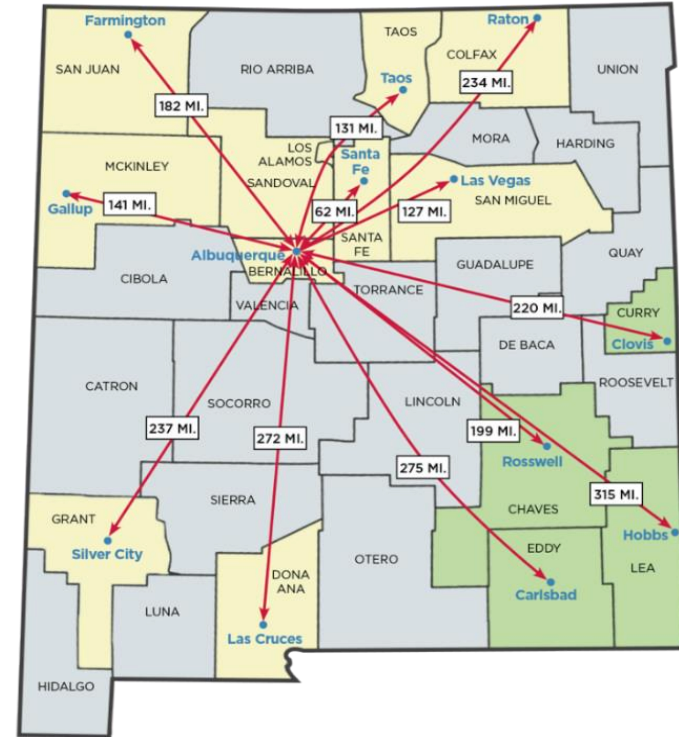 Farmington
Raton
TAOS
COLFAX
SAN JUAN
RIO ARRIBA
UNION
Taos
234 MI.
182 MI.
131 MI.
MORA
HARDING
LOS
ALAMOS
Santa
Fe
MCKINLEY
SANDOVAL
Las Vegas
Gallup
141 MI.
62 MI.
127 MI.
SAN MIGUEL
SANTA
FE
Albuquerque
BERNALILLO
GUADALUPE
QUAY
CIBOLA
TORRANCE
VALENCIA
220 MI.
CURRY
Clovis
DE BACA
CATRON
ROOSEVELT
SOCORRO
LINCOLN
237 MI.
272 MI.
199 MI.
Rosswell
275 MI.
315 MI.
SIERRA
CHAVES
GRANT
Silver City
Hobbs
EDDY
OTERO
LEA
DONA
ANA
Carlsbad
LUNA
Las Cruces
HIDALGO